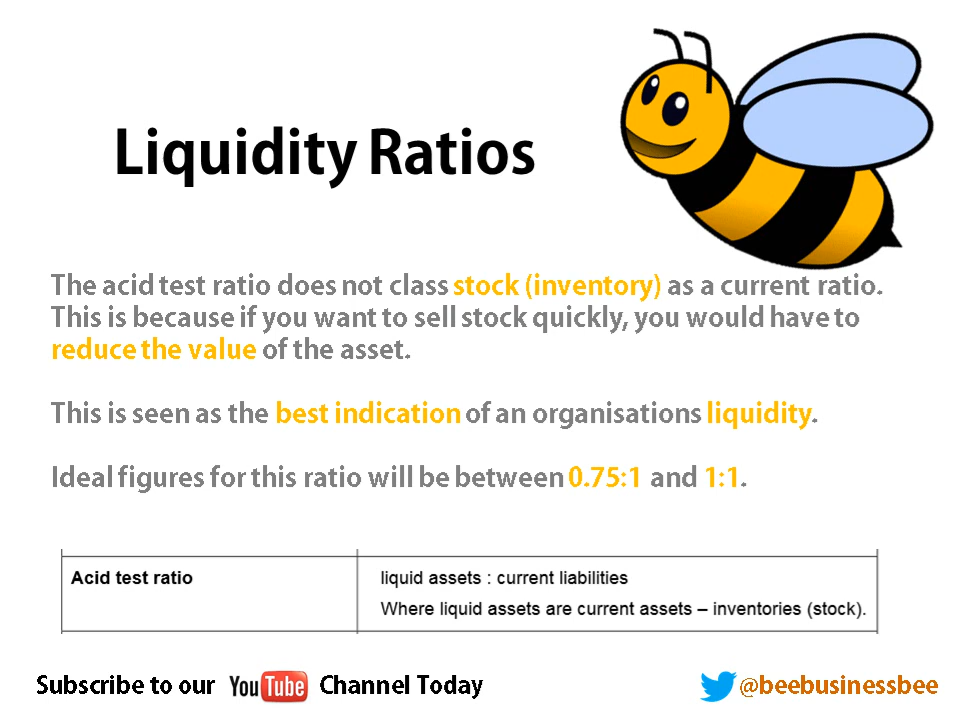 Liquidity Ratios
The acid test ratio does not class stock (inventory) as a current ratio.
This is because if you want to sell stock quickly, you would have to
reduce the value of the asset.
This is seen as the best indication of an organisations liquidity.
Ideal figures for this ratio will be between 0.75:1 and 1:1.
Acid test ratio
liquid assets : current liabilities
Where liquid assets are current assets – inventories (stock).
Subscribe to our YouTube Channel Today
@beebusinessbee